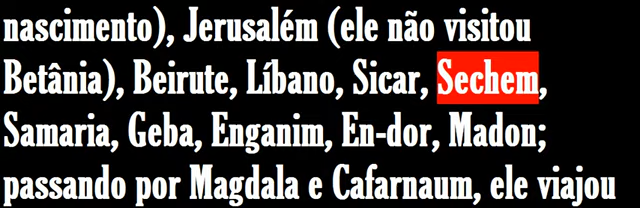 nascimento), Jerusalém (ele não visitou
Betânia), Beirute, Líbano, Sicar, Sechem,
Samaria, Geba, Enganim, En-dor, Madon;
passando por Magdala e Cafarnaum, ele viajou